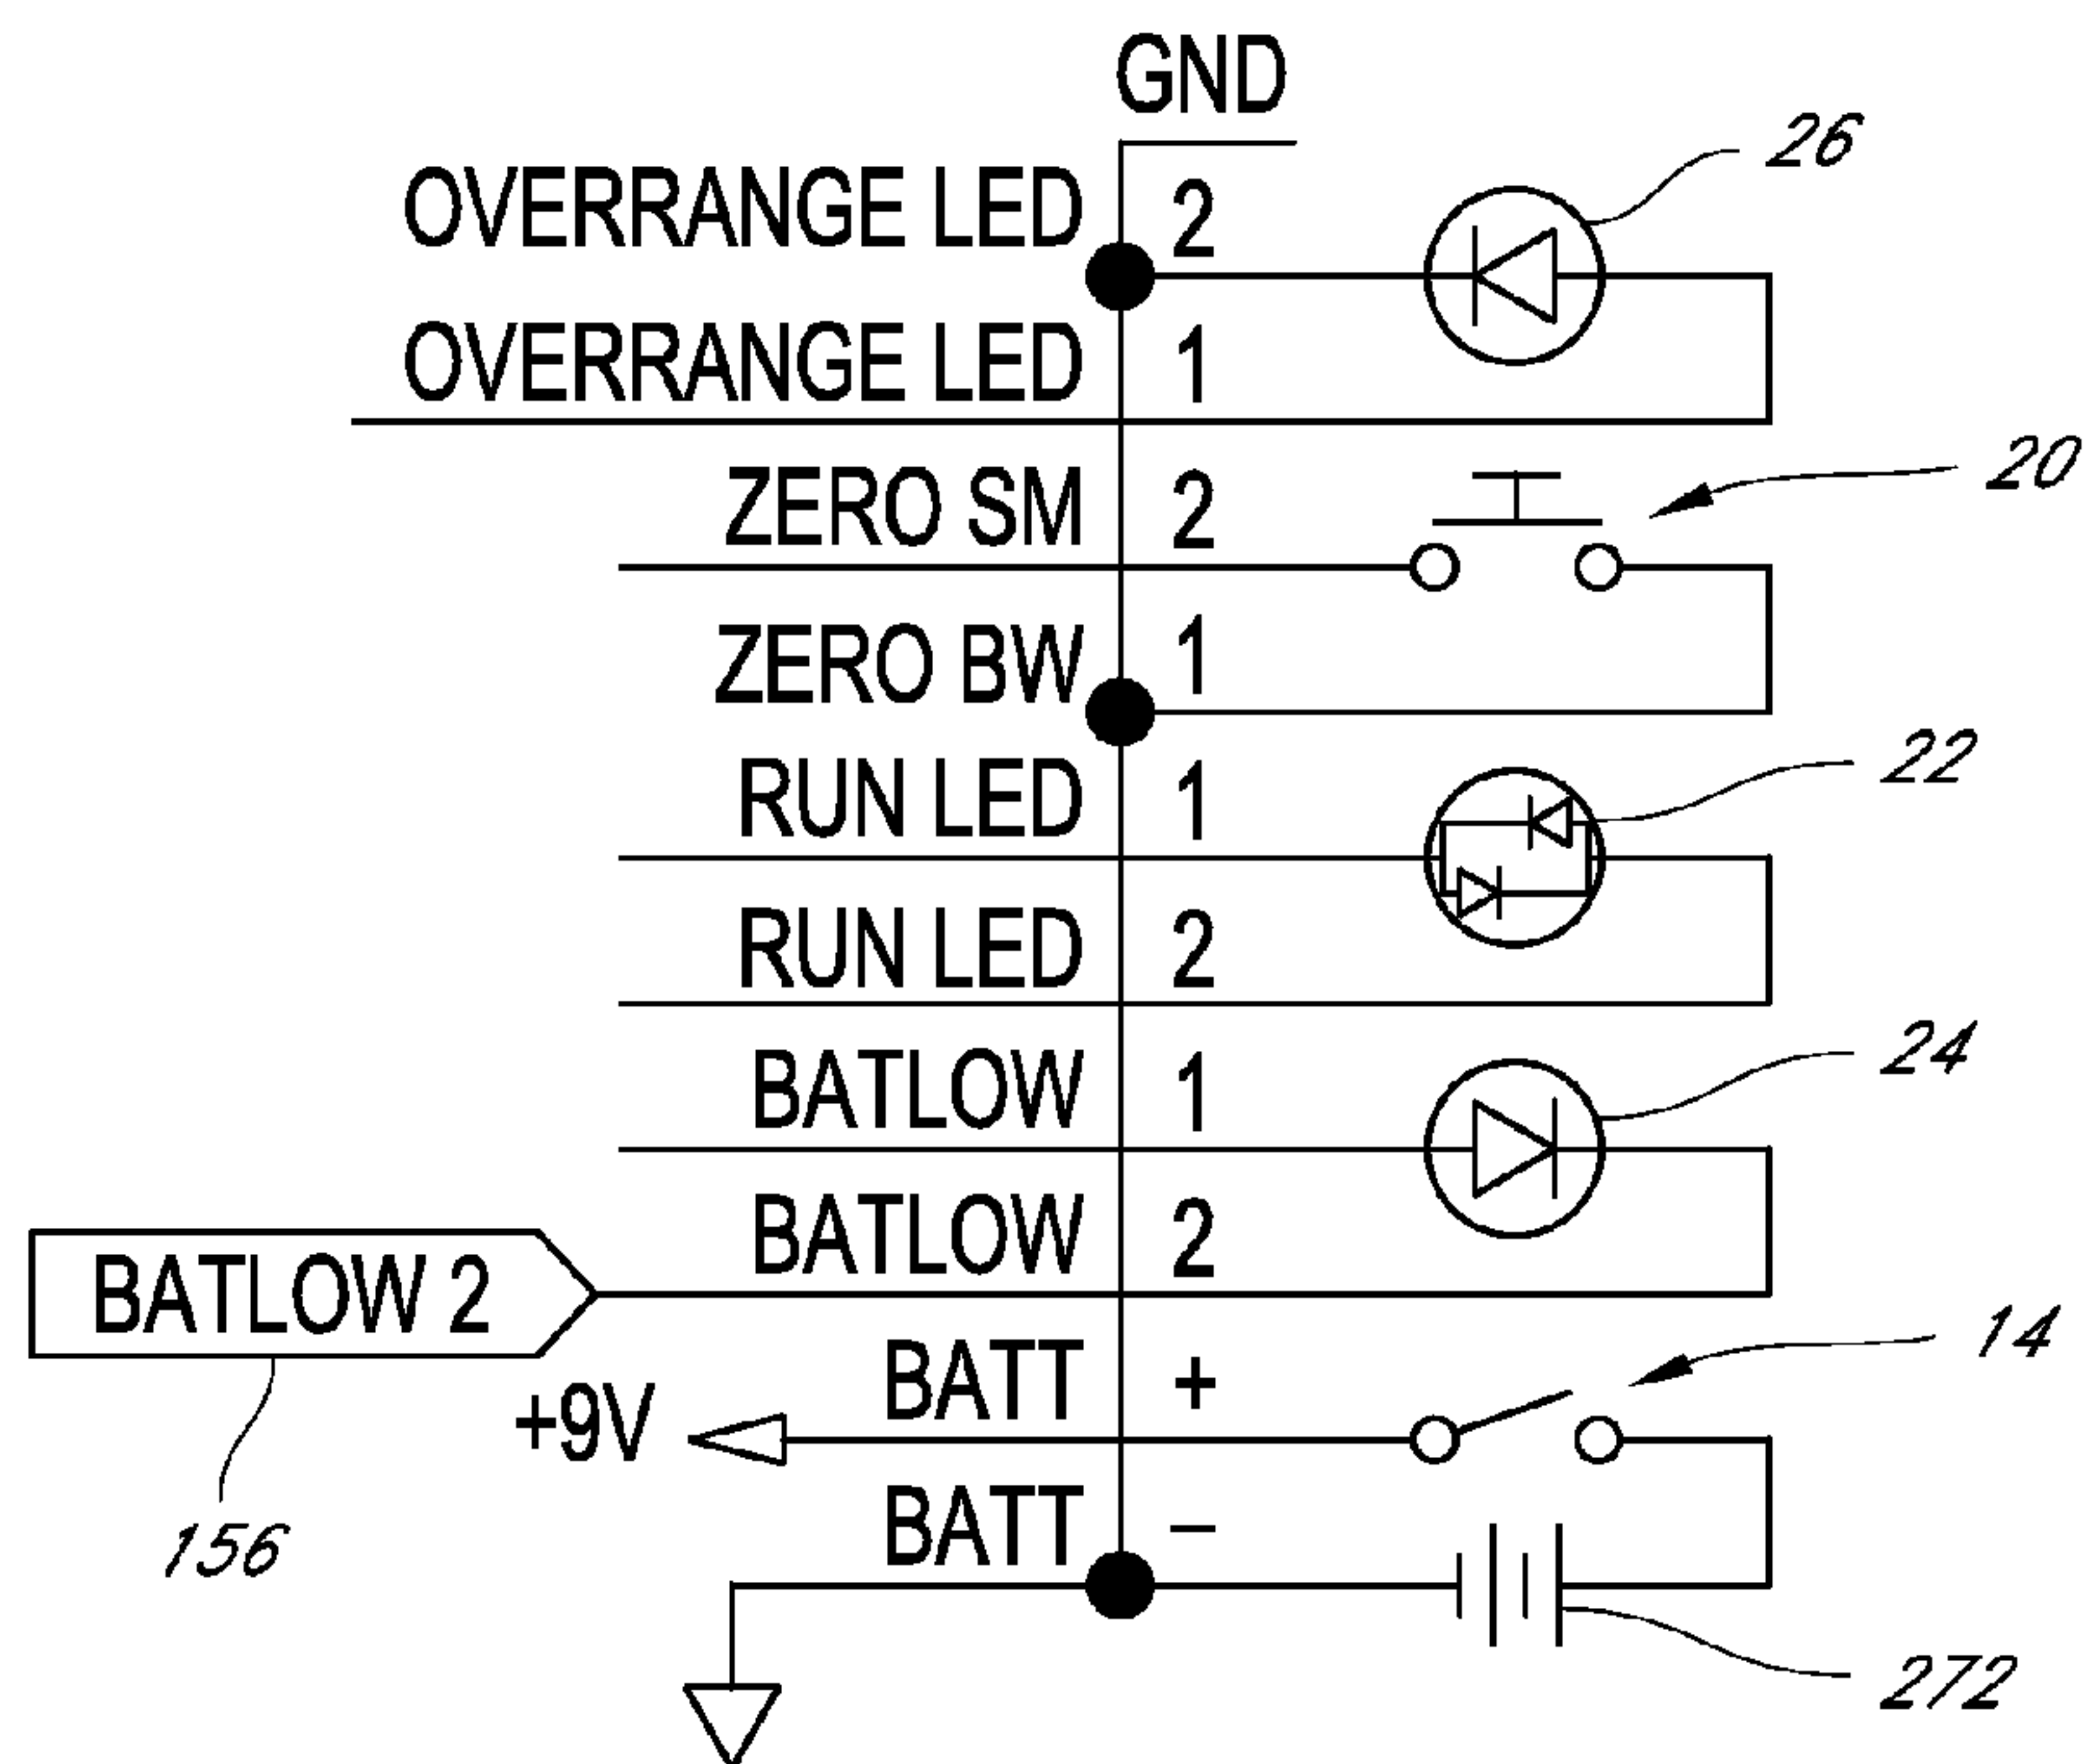 GND
OVERRANGE LED 2
26
OVERRANGE LED 1
ZERO SM 2
20
ZERO BW 1
RUN LED 1
22
RUN LED 2
BATLOW 1
24
BATLOW 2
BATLOW 2
BATT +
14
+9V
BATT -
156
272